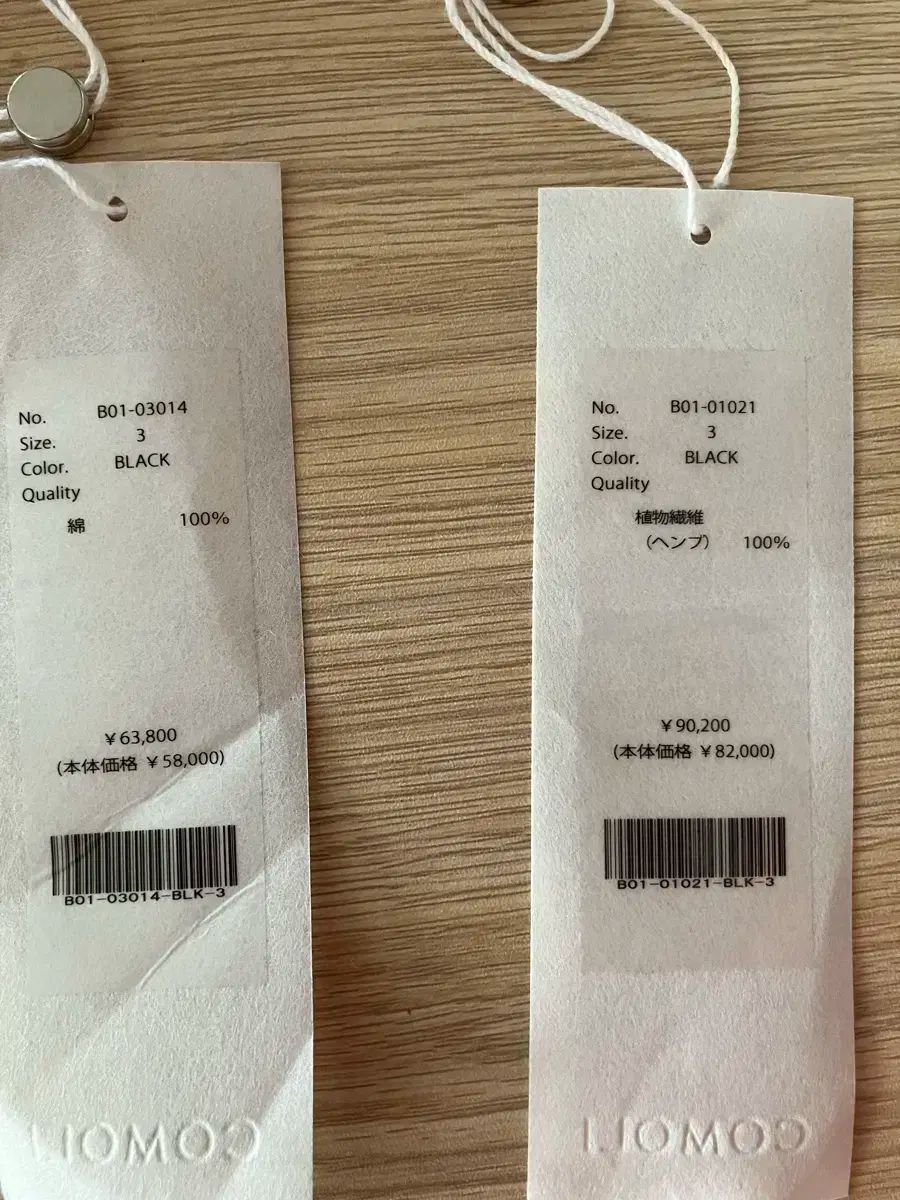 No. B01-03014
Size. 3
Color. BLACK
Quality
綿 100%
￥63,800
(本体価格 ￥58,000)
B01-03014-BLK-3
COMOLI
No. B01-01021
Size. 3
Color. BLACK
Quality
植物繊維
（ヘンプ） 100%
￥90,200
(本体価格 ￥82,000)
B01-01021-BLK-3
COMOLI